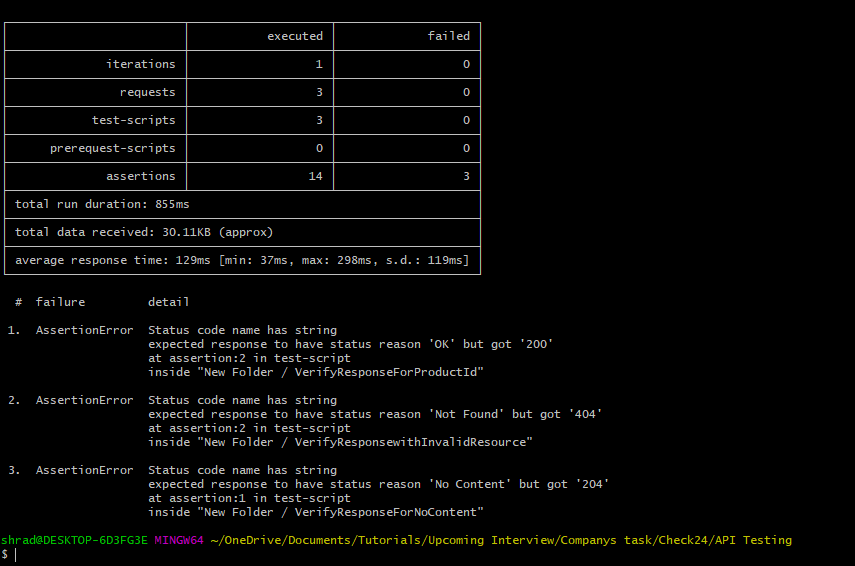 executed failed
iterations 1 0
requests 3 0
test-scripts 3 0
prerequest-scripts 0 0
assertions 14 3
total run duration: 855ms
total data received: 30.11KB (approx)
average response time: 129ms [min: 37ms, max: 298ms, s.d.: 119ms]
# failure detail
1. AssertionError Status code name has string
expected response to have status reason 'OK' but got '200'
at assertion:2 in test-script
inside "New Folder / VerifyResponseForProductId"
2. AssertionError Status code name has string
expected response to have status reason 'Not Found' but got '404'
at assertion:2 in test-script
inside "New Folder / VerifyResponsewithInvalidResource"
3. AssertionError Status code name has string
expected response to have status reason 'No Content' but got '204'
at assertion:1 in test-script
inside "New Folder / VerifyResponseForNoContent"
shrad@DESKTOP-6D3FG3E MINGW64 ~/OneDrive/Documents/Tutorials/Upcoming Interview/Companys task/Check24/API Testing
$